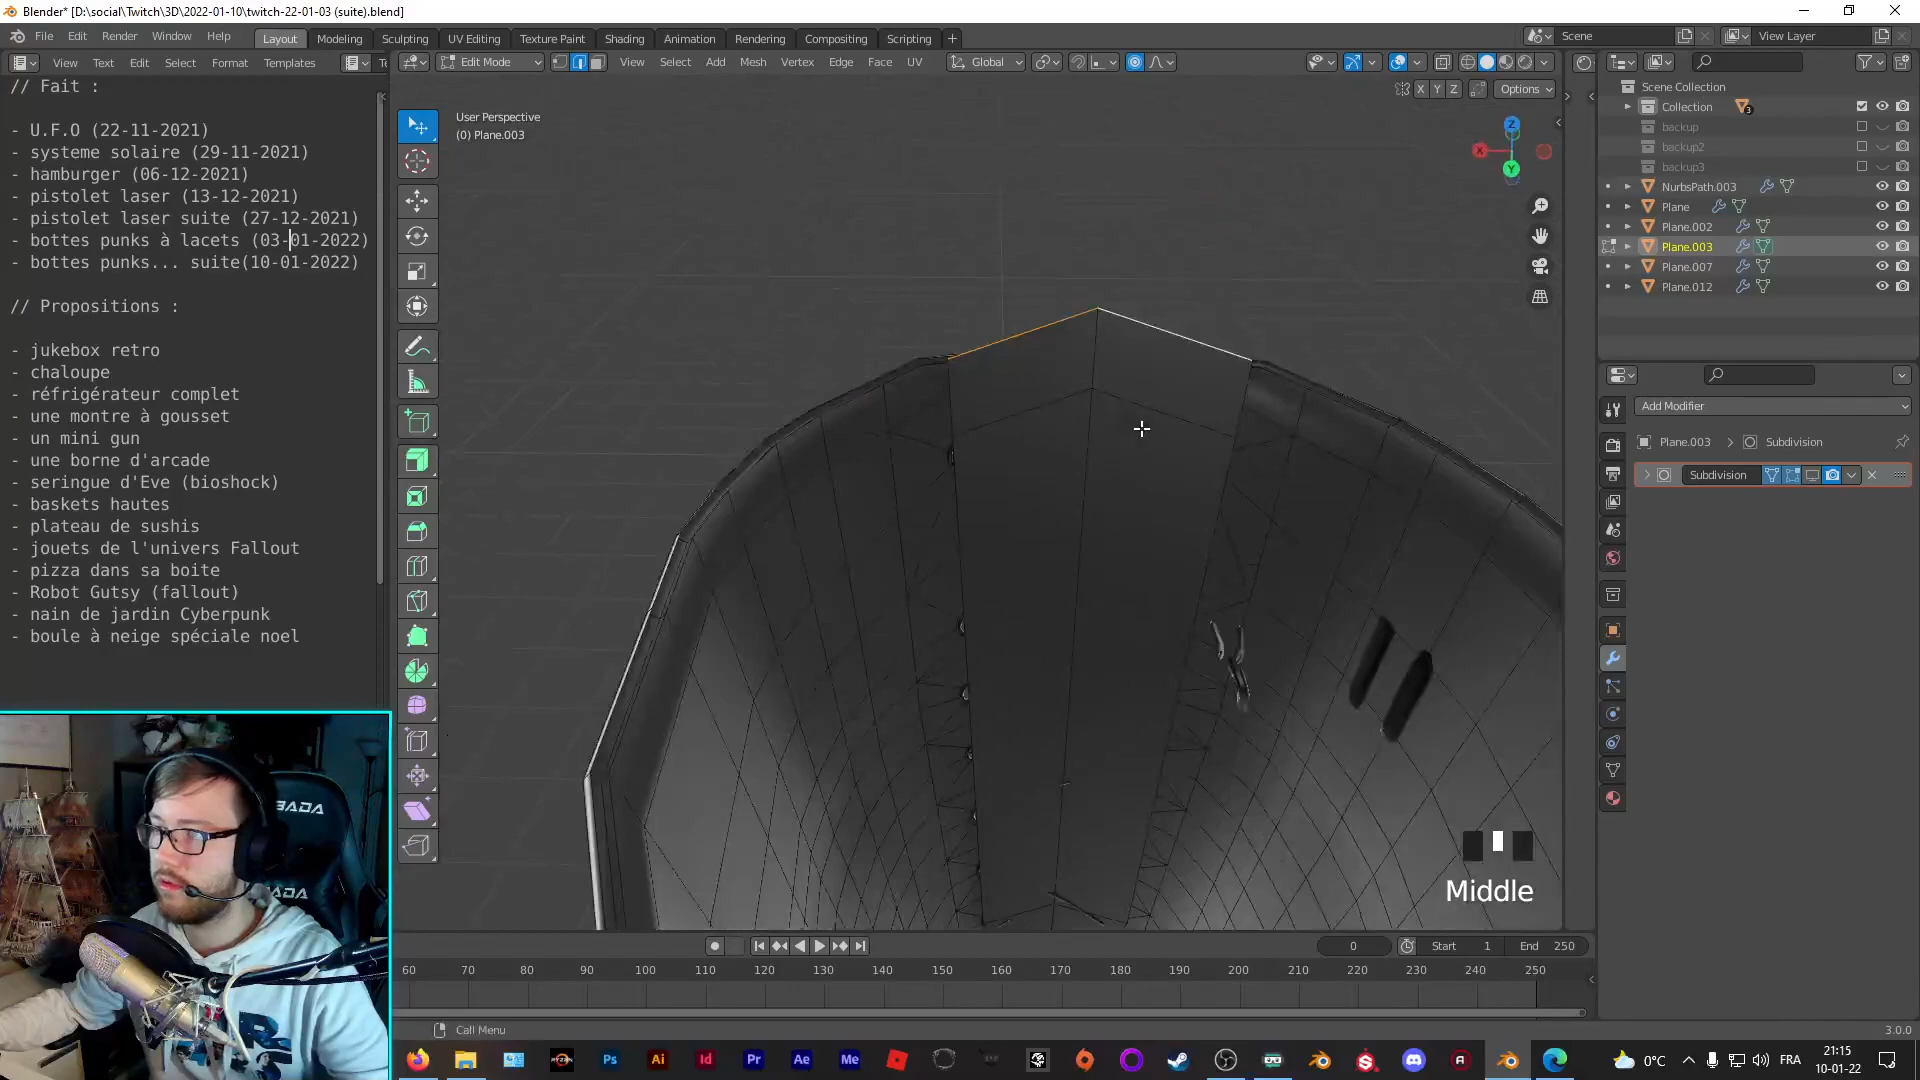 Blender* [D:\social\Twitch\3D\2022-01-10\twitch-22-01-03 (suite).blend]
File Edit Render Window Help Layout Modeling Sculpting UV Editing Texture Paint Shading Animation Rendering Compositing Scripting + Scene View Layer
View Text Edit Select Format Templates Edit Mode View Select Add Mesh Vertex Edge Face UV Global
X Y Z Options
// Fait :
- U.F.O (22-11-2021)
- systeme solaire (29-11-2021)
- hamburger (06-12-2021)
- pistolet laser (13-12-2021)
- pistolet laser suite (27-12-2021)
- bottes punks à lacets (03-01-2022)
- bottes punks... suite(10-01-2022)
// Propositions :
- jukebox retro
- chaloupe
- réfrigérateur complet
- une montre à gousset
- un mini gun
- une borne d'arcade
- seringue d'Eve (bioshock)
- baskets hautes
- plateau de sushis
- jouets de l'univers Fallout
- pizza dans sa boite
- Robot Gutsy (fallout)
- nain de jardin Cyberpunk
- boule à neige spéciale noel
User Perspective
(0) Plane.003
Z
X
Y
Scene Collection
Collection 3
backup
backup2
backup3
NurbsPath.003
Plane
Plane.002
Plane.003
Plane.007
Plane.012
Add Modifier
Plane.003 Subdivision
Subdivision
Middle
0 Start 1 End 250
60 70 80 90 100 110 120 130 140 150 160 170 180 190 200 210 220 230 240 250
Call Menu 3.0.0
Ps Ai Id Pr Ae Me
0°C FRA 21:15
10-01-22